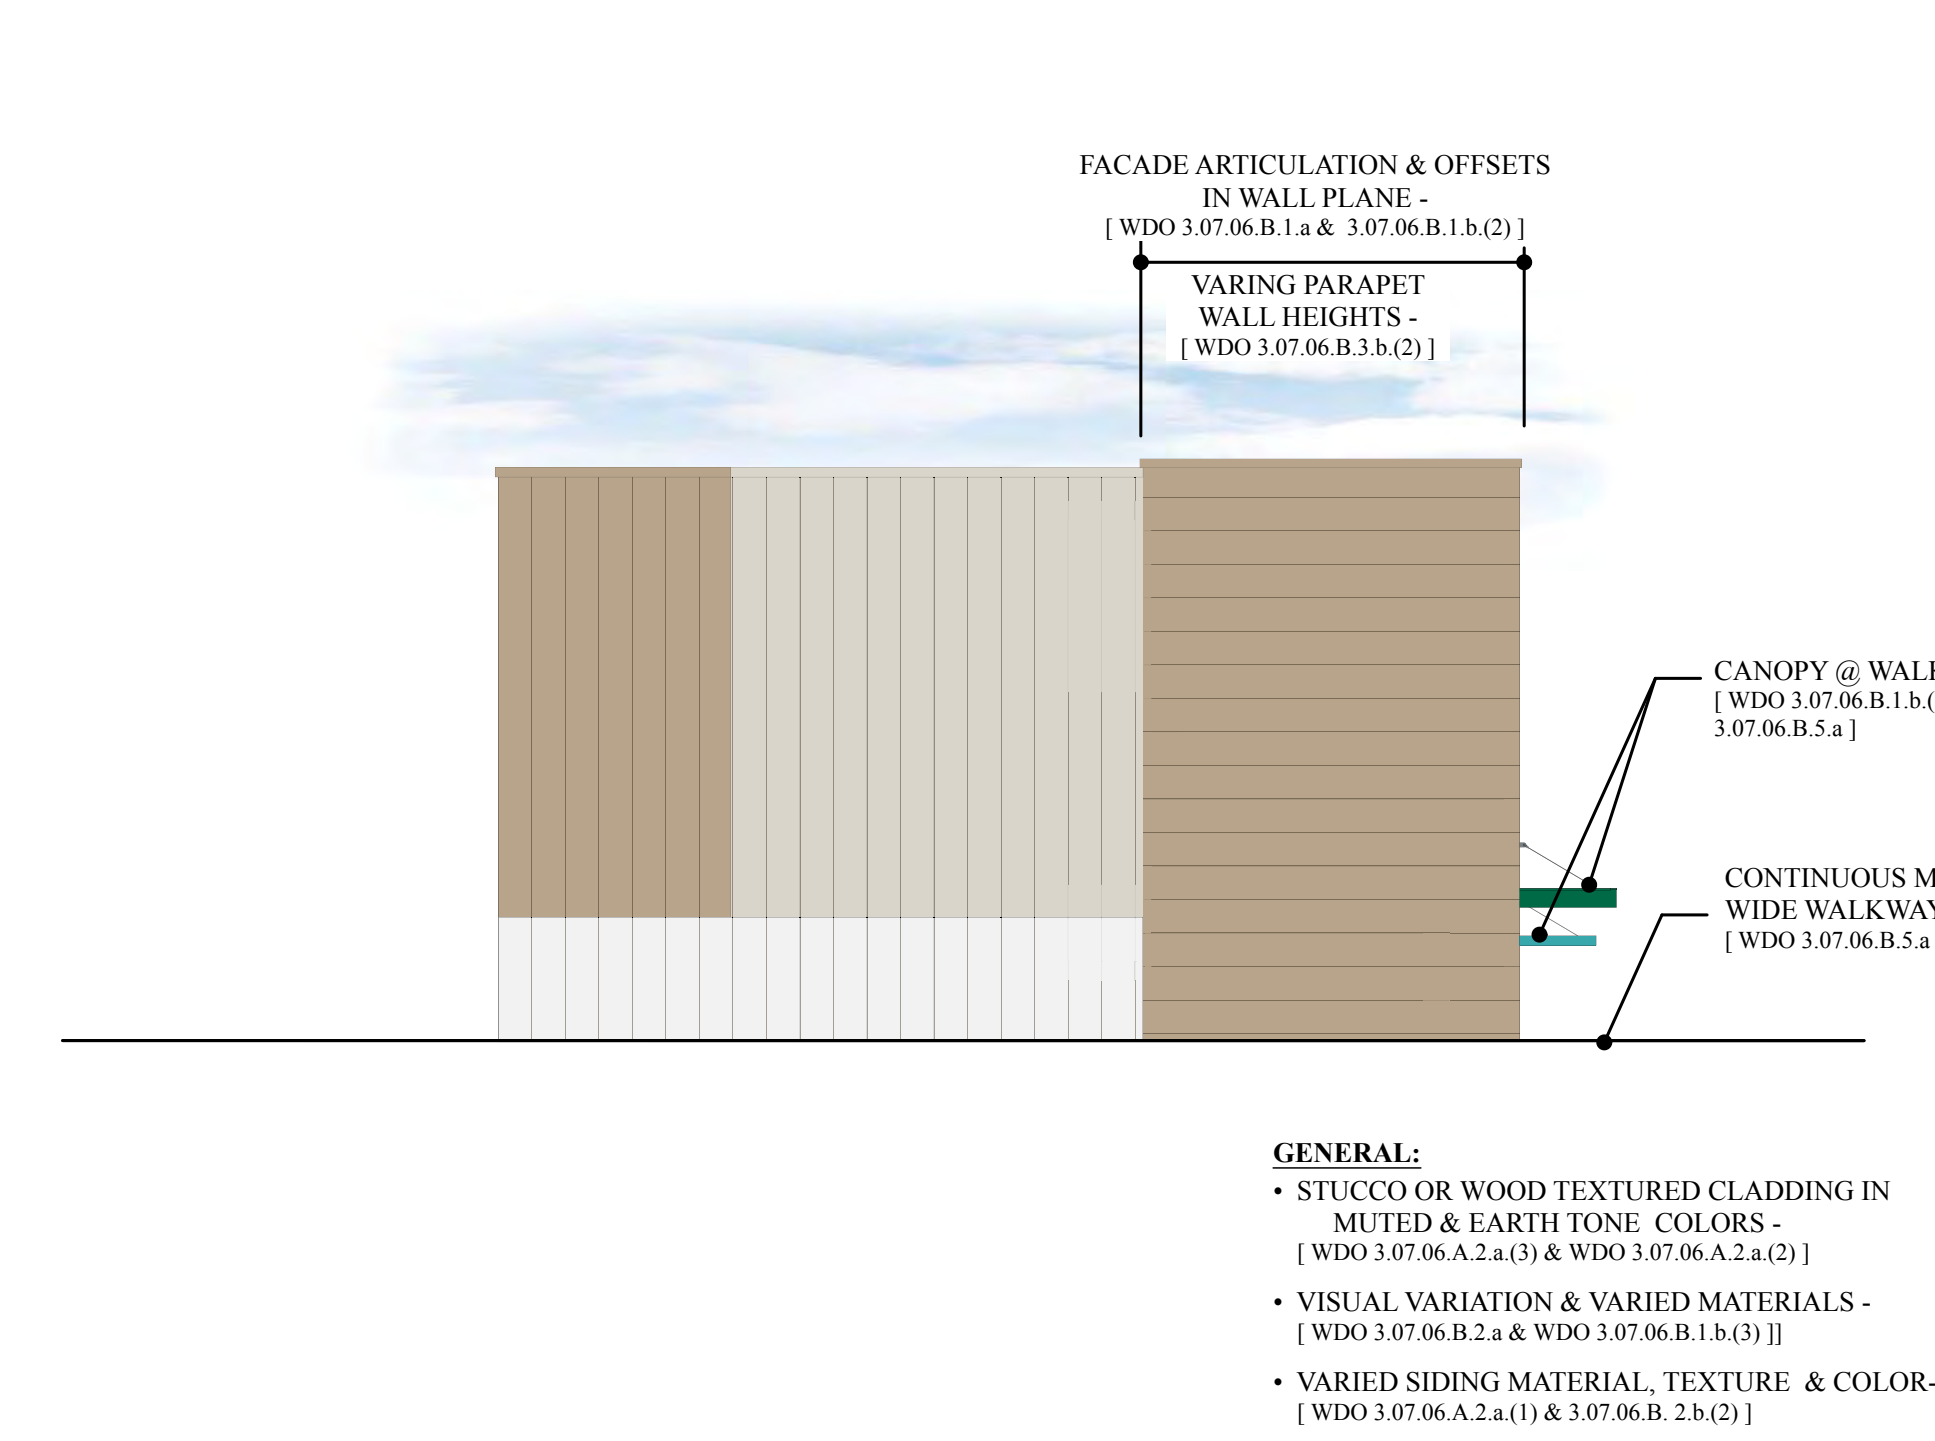 FACADE ARTICULATION & OFFSETS
IN WALL PLANE -
[ WDO 3.07.06.B.1.a &  3.07.06.B.1.b.(2) ]
VARING PARAPET
WALL HEIGHTS -
[ WDO 3.07.06.B.3.b.(2) ]
CANOPY @
[ WDO 3.07.06.B.1.b.(
3.07.06.B.5.a ]
CONTINUOUS
WIDE WALKWAY
[ WDO 3.07.06.B.5.a
GENERAL:
• STUCCO OR WOOD TEXTURED CLADDING IN
MUTED & EARTH TONE  COLORS -
[ WDO 3.07.06.A.2.a.(3) & WDO 3.07.06.A.2.a.(2) ]
• VISUAL VARIATION & VARIED MATERIALS -
[ WDO 3.07.06.B.2.a & WDO 3.07.06.B.1.b.(3) ]]
• VARIED SIDING MATERIAL, TEXTURE  & COLOR-
[ WDO 3.07.06.A.2.a.(1) & 3.07.06.B. 2.b.(2) ]